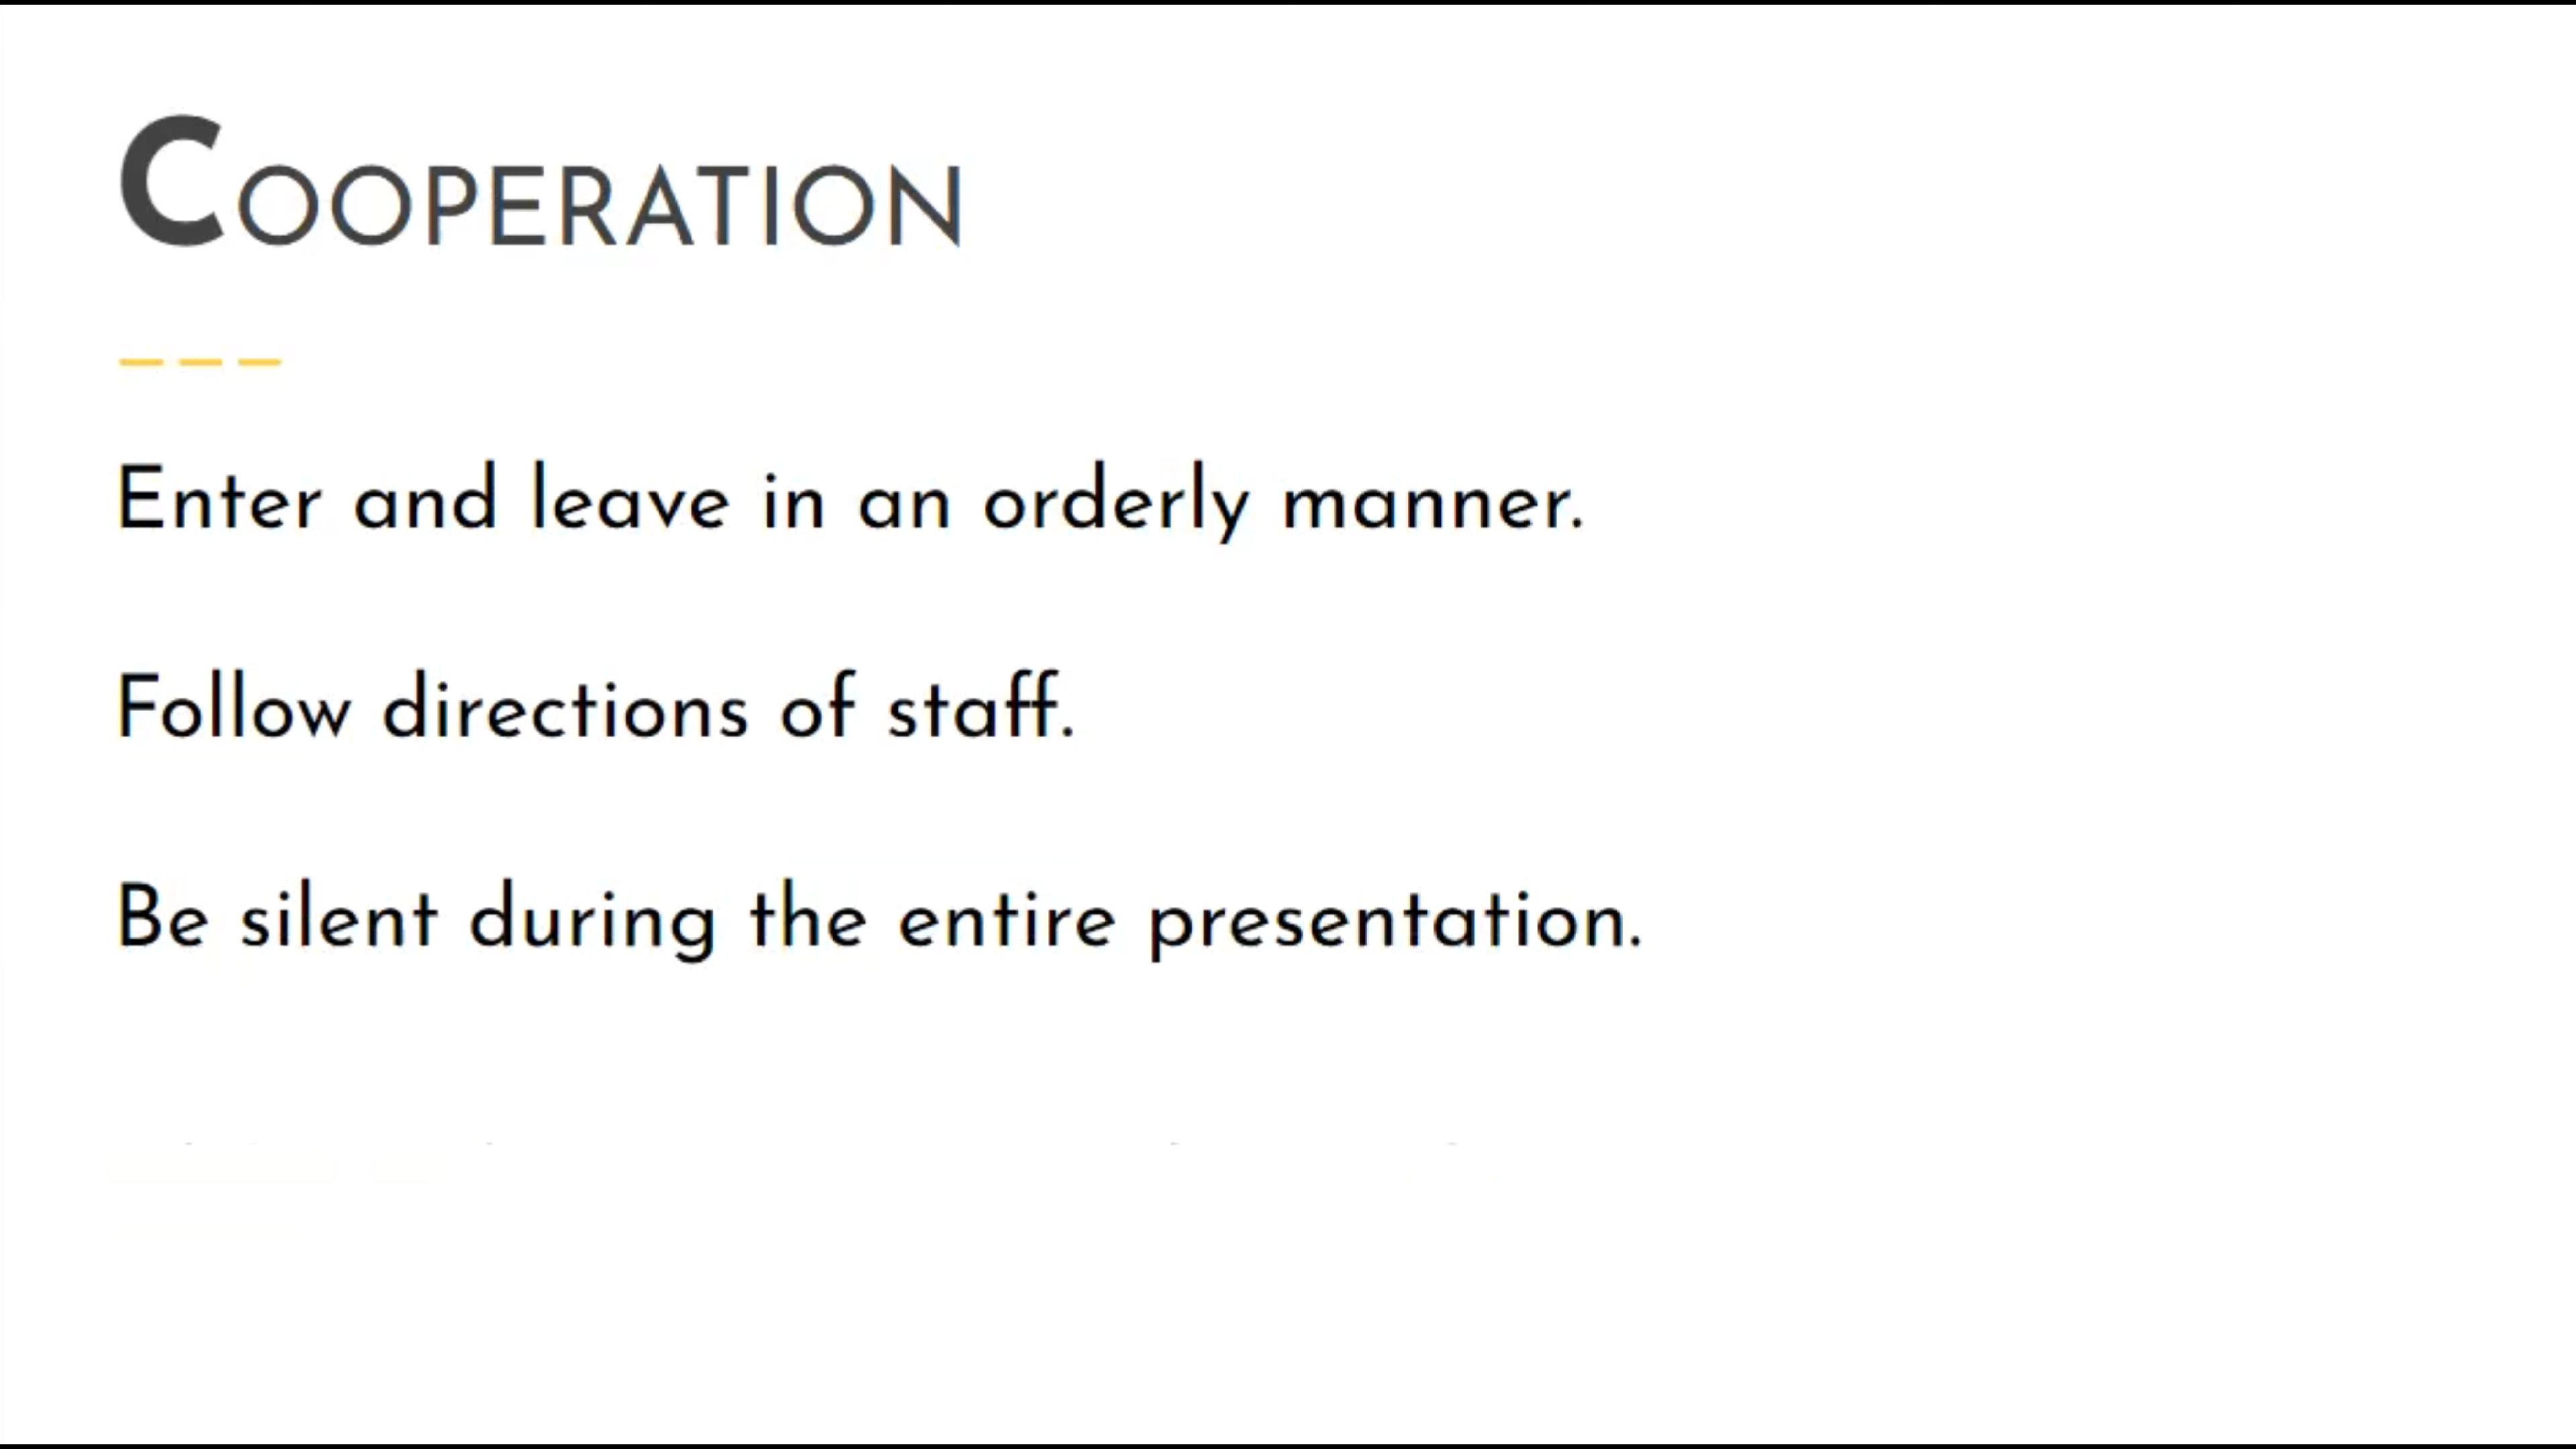 COOPERATION
Enter and leave in an orderly manner.
Follow directions of staff.
Be silent during the entire presentation.